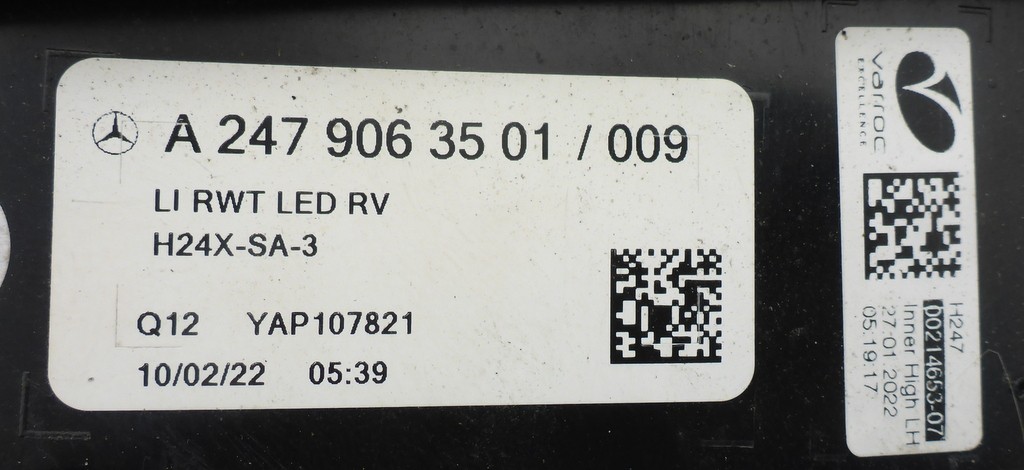 A 247 906 35 01 / 009
LI RWT LED RV
H24X-SA-3
Q12 YAP107821
10/02/22 05:39
varroc
EXCELLENCE
H247
00214653-07
Inner High LH
27.01.2022
05:19:17